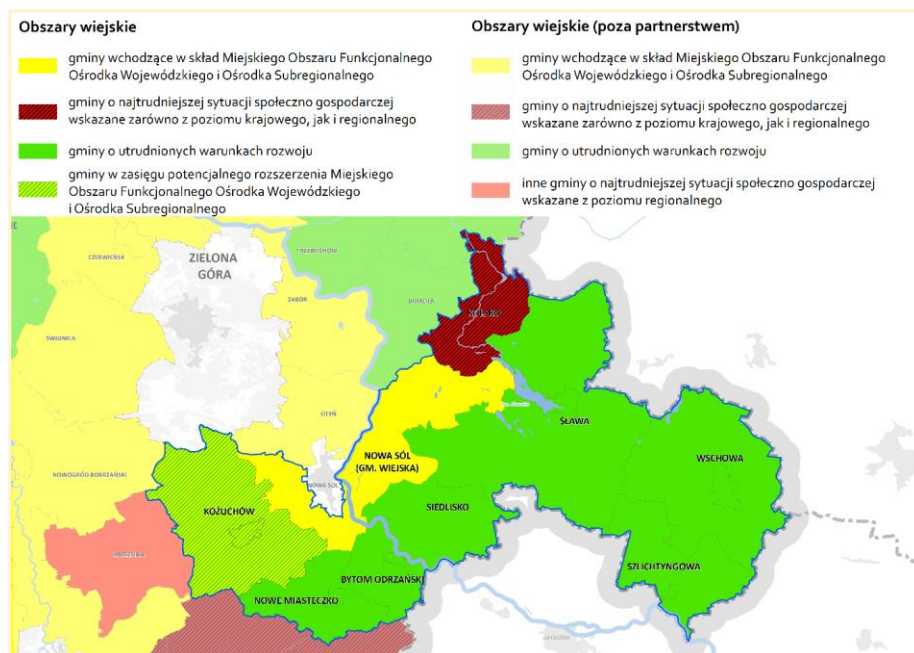 Obszary wiejskie
gminy wchodzące w skład Miejskiego Obszaru Funkcjonalnego
Ośrodka Wojewódzkiego i Ośrodka Subregionalnego
gminy o najtrudniejszej sytuacji społeczno gospodarczej
wskazane zarówno z poziomu krajowego, jak i regionalnego
gminy o utrudnionych warunkach rozwoju
gminy w zasięgu potencjalnego rozszerzenia Miejskiego
Obszaru Funkcjonalnego Ośrodka Wojewódzkiego
i Ośrodka Subregionalnego
Obszary wiejskie (poza partnerstwem)
gminy wchodzące w skład Miejskiego Obszaru Funkcjonalnego
Ośrodka Wojewódzkiego i Ośrodka Subregionalnego
gminy o najtrudniejszej sytuacji społeczno gospodarczej
wskazane zarówno z poziomu krajowego, jak i regionalnego
gminy o utrudnionych warunkach rozwoju
inne gminy o najtrudniejszej sytuacji społeczno gospodarczej
wskazane z poziomu regionalnego
TRZEBIECHÓW
CZERWIEŃSK
ZIELONA
GÓRA
ZABÓR
BOJADŁA
KOLSKO
ŚWIDNICA
OTYŃ
SŁAWA
NOWA SÓL
(GM. WIEJSKA)
WSCHOWA
NOWOGRÓD BOBRZAŃSKI
NOWA SÓL
KOŻUCHÓW
SIEDLISKO
BRZEŹNICA
SZLICHTYNGOWA
BYTOM ODRZAŃSKI
NOWE MIASTECZKO
GŁOGÓW